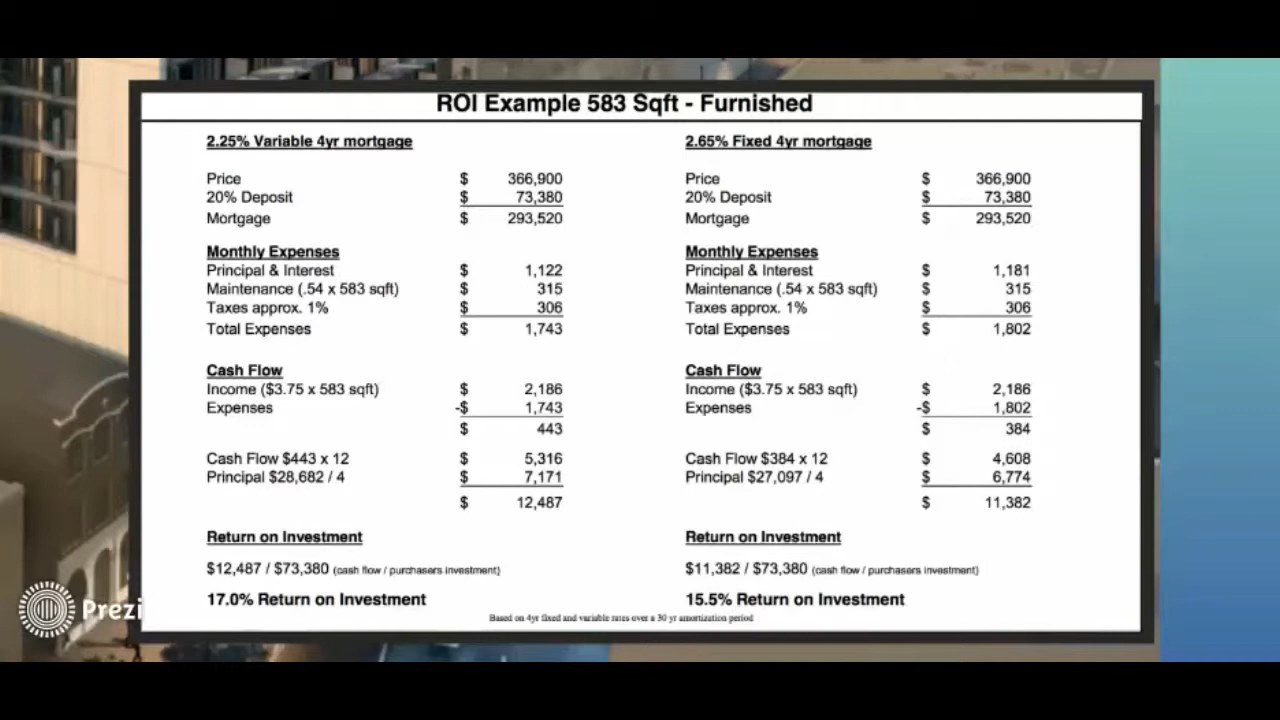 ROI Example 583 Sqft - Furnished
2.25% Variable 4yr mortgage
Price $ 366,900
20% Deposit $ 73,380
Mortgage $ 293,520
Monthly Expenses
Principal & Interest $ 1,122
Maintenance (.54 x 583 sqft) $ 315
Taxes approx. 1% $ 306
Total Expenses $ 1,743
Cash Flow
Income ($3.75 x 583 sqft) $ 2,186
Expenses -$ 1,743
$ 443
Cash Flow $443 x 12 $ 5,316
Principal $28,682 / 4 $ 7,171
$ 12,487
Return on Investment
$12,487 / $73,380 (cash flow / purchasers investment)
17.0% Return on Investment
2.65% Fixed 4yr mortgage
Price $ 366,900
20% Deposit $ 73,380
Mortgage $ 293,520
Monthly Expenses
Principal & Interest $ 1,181
Maintenance (.54 x 583 sqft) $ 315
Taxes approx. 1% $ 306
Total Expenses $ 1,802
Cash Flow
Income ($3.75 x 583 sqft) $ 2,186
Expenses -$ 1,802
$ 384
Cash Flow $384 x 12 $ 4,608
Principal $27,097 / 4 $ 6,774
$ 11,382
Return on Investment
$11,382 / $73,380 (cash flow / purchasers investment)
15.5% Return on Investment
Based on 4yr fixed and variable rates over a 30 yr amortization period
Prezi